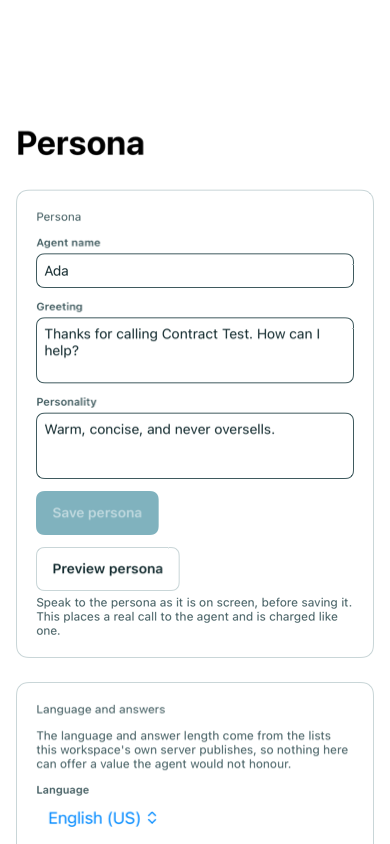 Persona
Persona
Agent name
Ada
Greeting
Thanks for calling Contract Test. How can I
help?
Personality
Warm, concise, and never oversells.
Save persona
Preview persona
Speak to the persona as it is on screen, before saving it.
This places a real call to the agent and is charged like
one.
Language and answers
The language and answer length come from the lists
this workspace's own server publishes, so nothing here
can offer a value the agent would not honour.
Language
English (US)